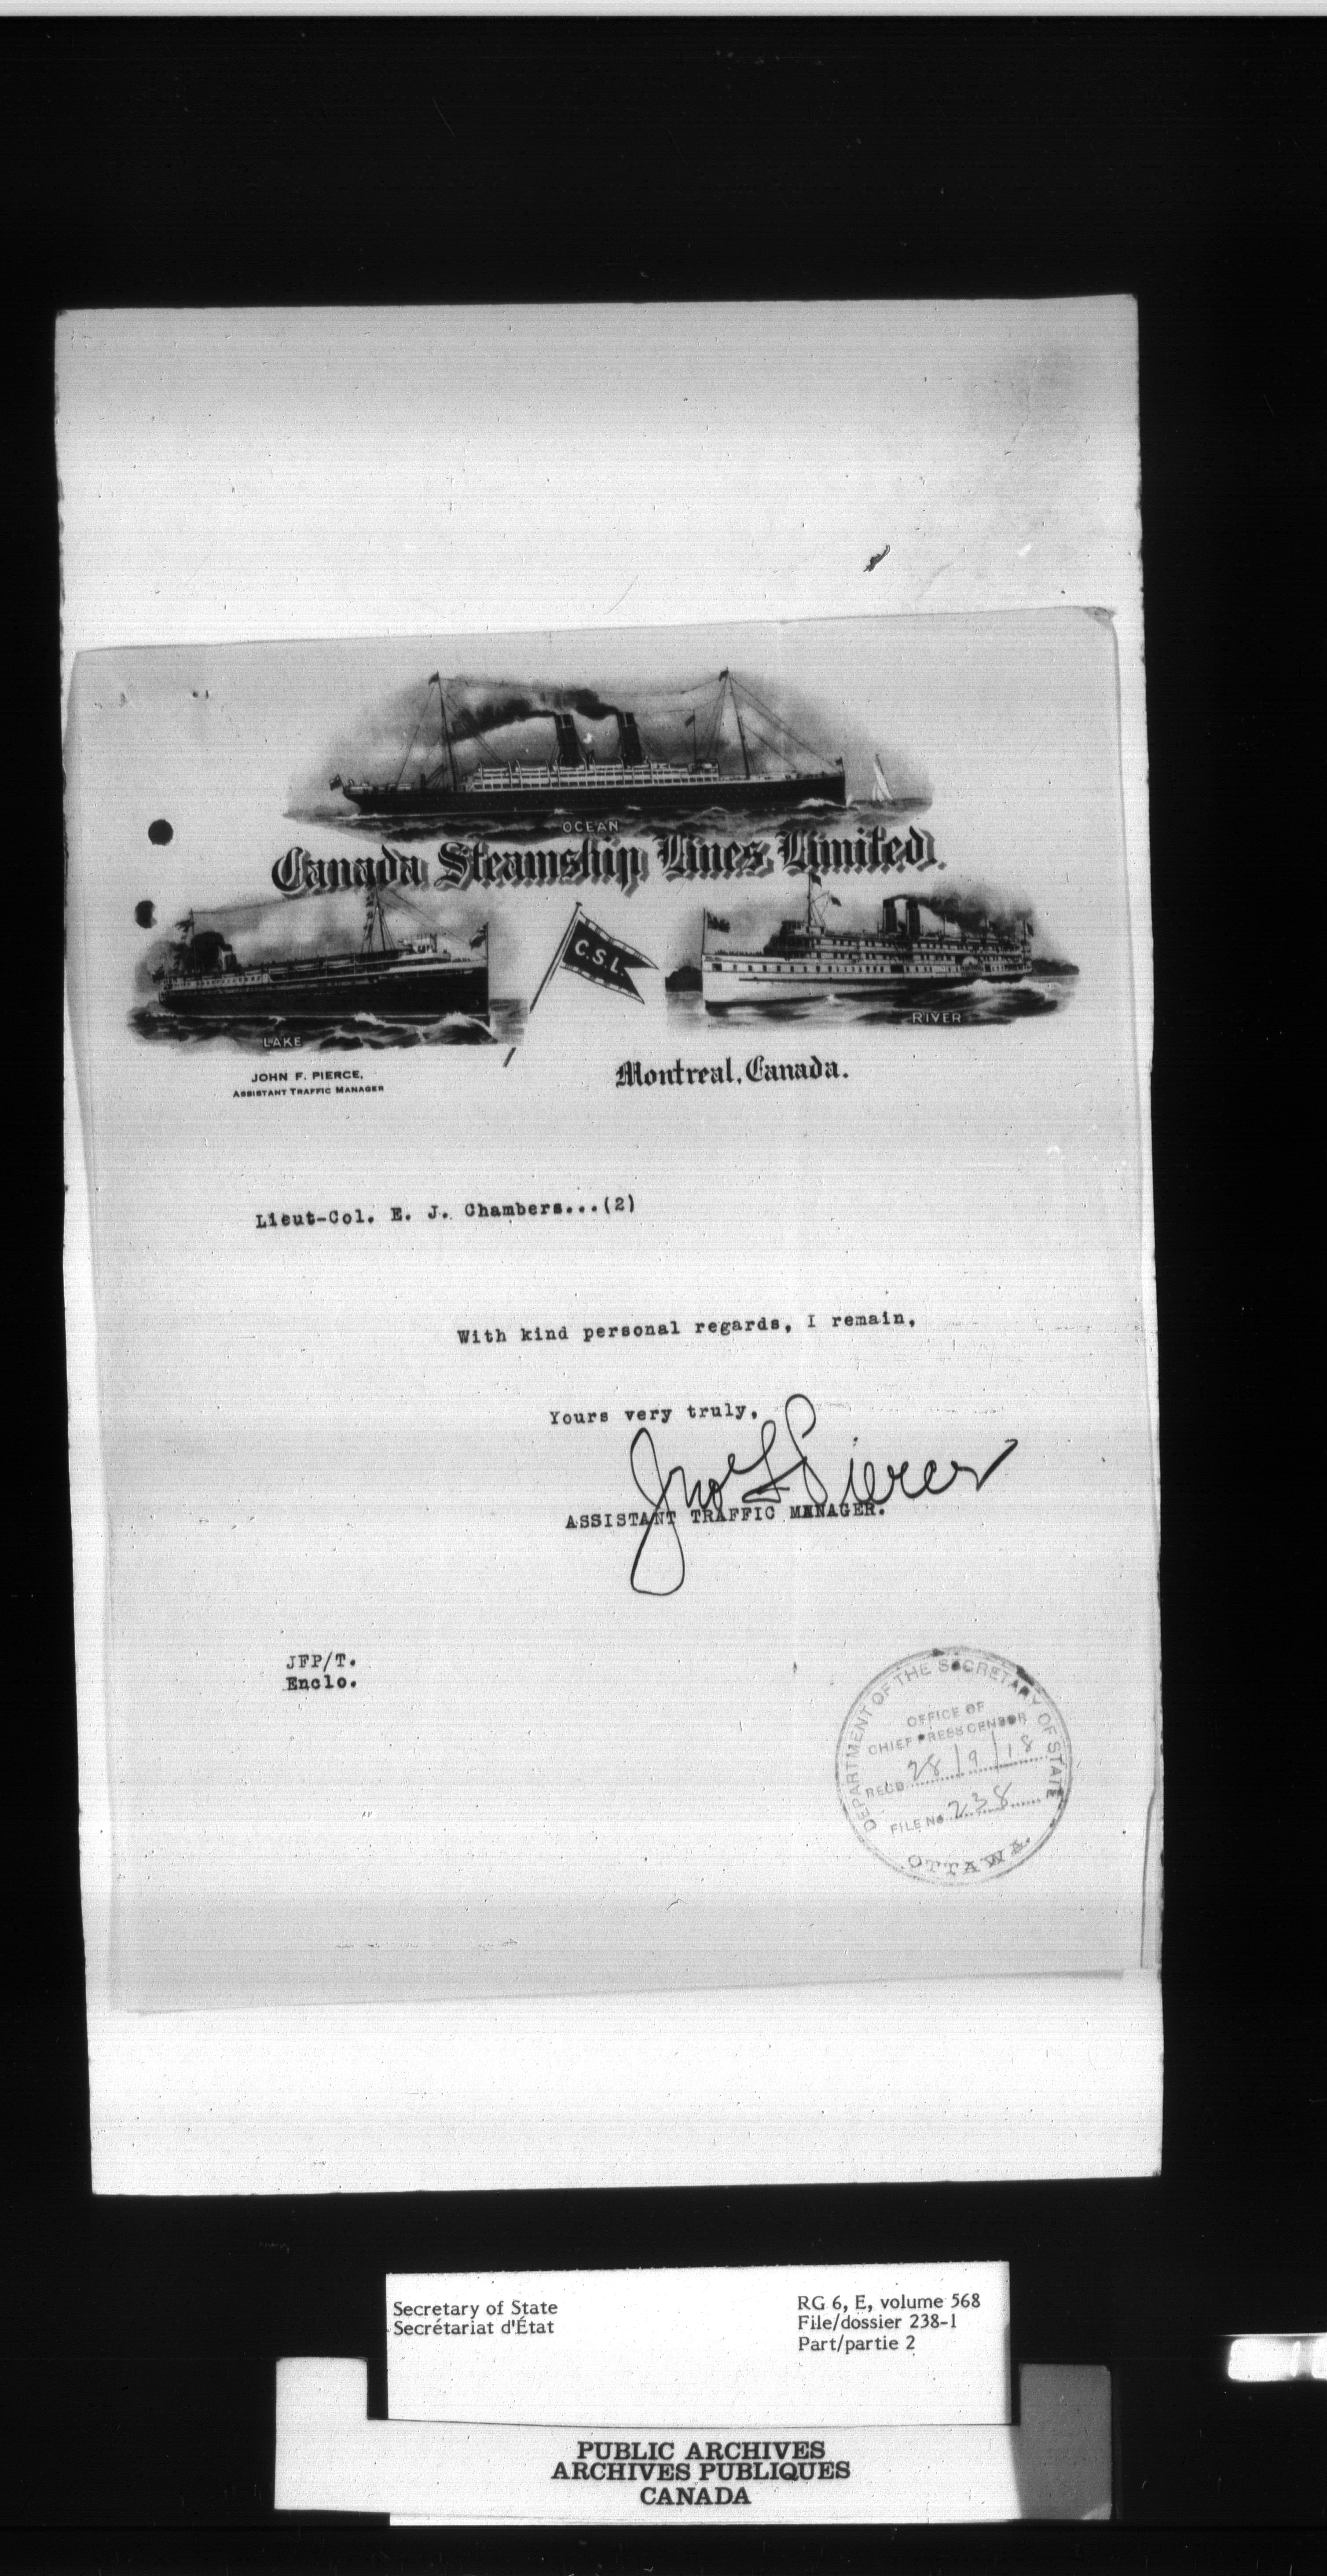 OCEAN
Canada Steamship Lines Limited.
C.S.L.
LAKE
RIVER
JOHN F. PIERCE,
ASSISTANT TRAFFIC MANAGER
Montreal, Canada.
Lieut-Col. E. J. Chambers...(2)
With kind personal regards, I remain,
Yours very truly,
Jno F Pierce
ASSISTANT TRAFFIC MANAGER.
JFP/T.
Enclo.
DEPARTMENT OF THE SECRETARY OF STATE
OFFICE OF
CHIEF PRESS CENSOR
RECD. 28/9/18
FILE No. 238
OTTAWA.
Secretary of State
Secrétariat d'État
RG 6, E, volume 568
File/dossier 238-1
Part/partie 2
PUBLIC ARCHIVES
ARCHIVES PUBLIQUES
CANADA